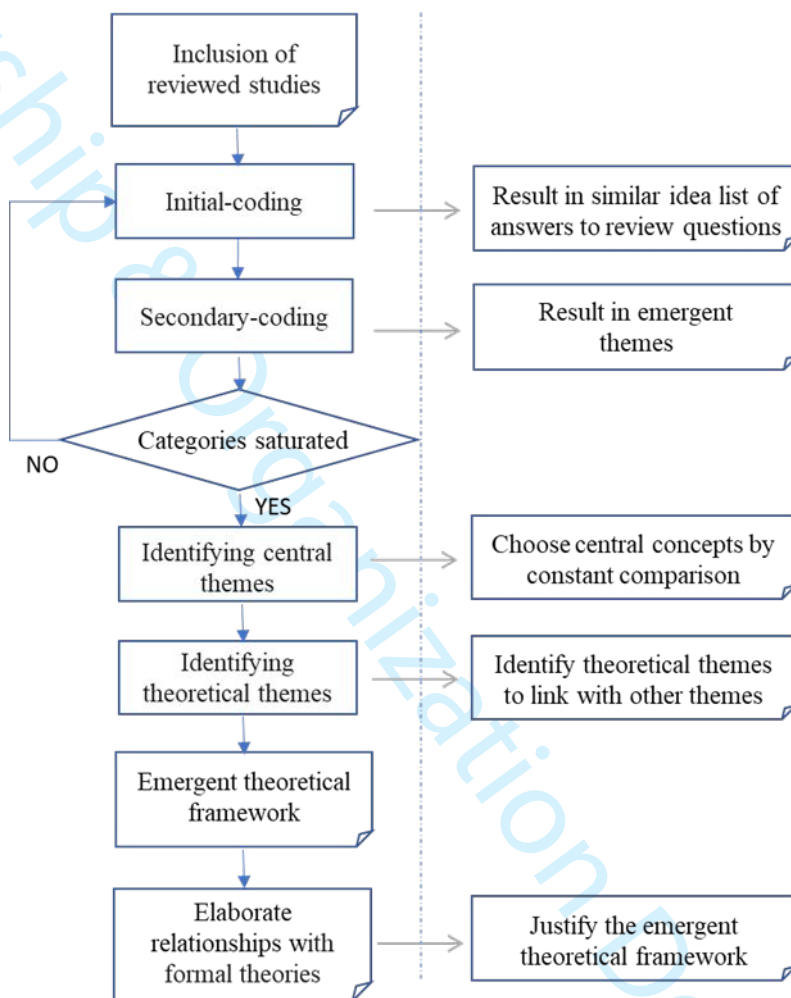 Inclusion of
reviewed studies
Initial-coding
Result in similar idea list of
answers to review questions
Secondary-coding
Result in emergent
themes
Categories saturated
NO
YES
Identifying central
themes
Choose central concepts by
constant comparison
Identifying
theoretical themes
Identify theoretical themes
to link with other themes
Emergent theoretical
framework
Elaborate
relationships with
formal theories
Justify the emergent
theoretical framework
ship & Organization De